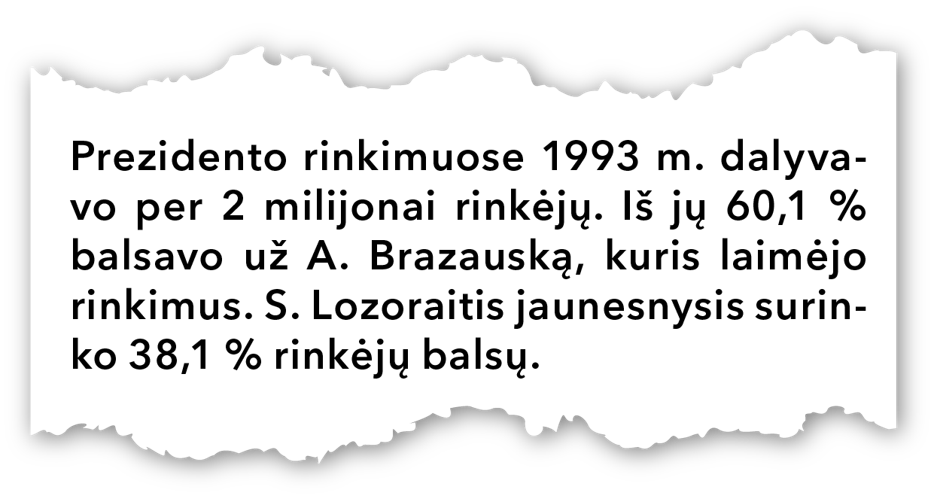 Prezidento rinkimuose 1993 m. dalyva-
vo per 2 milijonai rinkėjų. Iš jų 60,1 %
balsavo už A. Brazauską, kuris laimėjo
rinkimus. S. Lozoraitis jaunesnysis surin-
ko 38,1 % rinkėjų balsų.